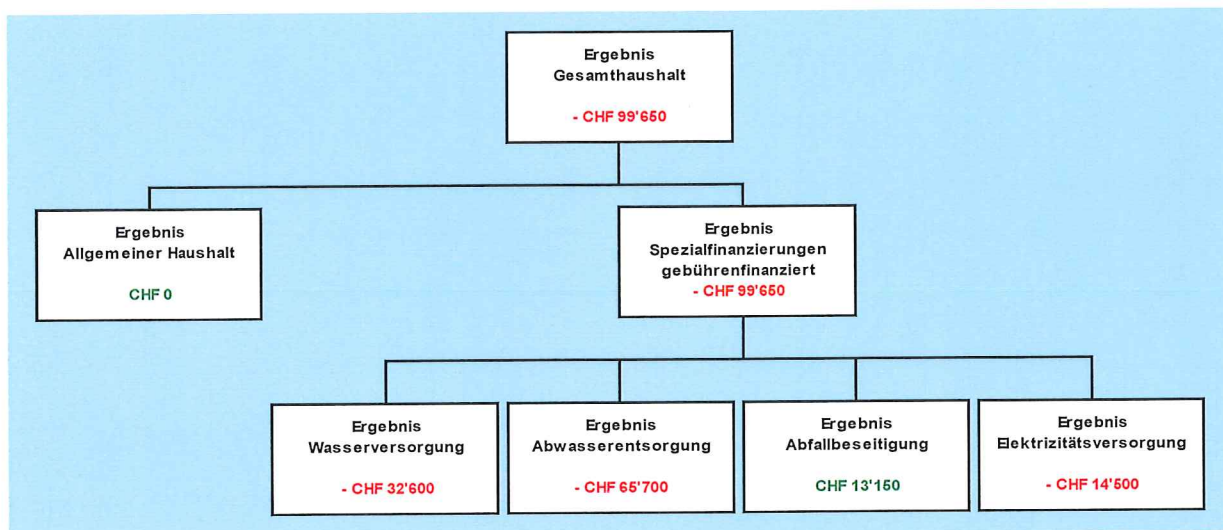 Ergebnis
Gesamthaushalt
- CHF 99'650
Ergebnis
Allgemeiner Haushalt
CHF 0
Ergebnis
Spezialfinanzierungen
gebührenfinanziert
- CHF 99'650
Ergebnis
Wasserversorgung
- CHF 32'600
Ergebnis
Abwasserentsorgung
- CHF 65'700
Ergebnis
Abfallbeseitigung
CHF 13'150
Ergebnis
Elektrizitätsversorgung
- CHF 14'500